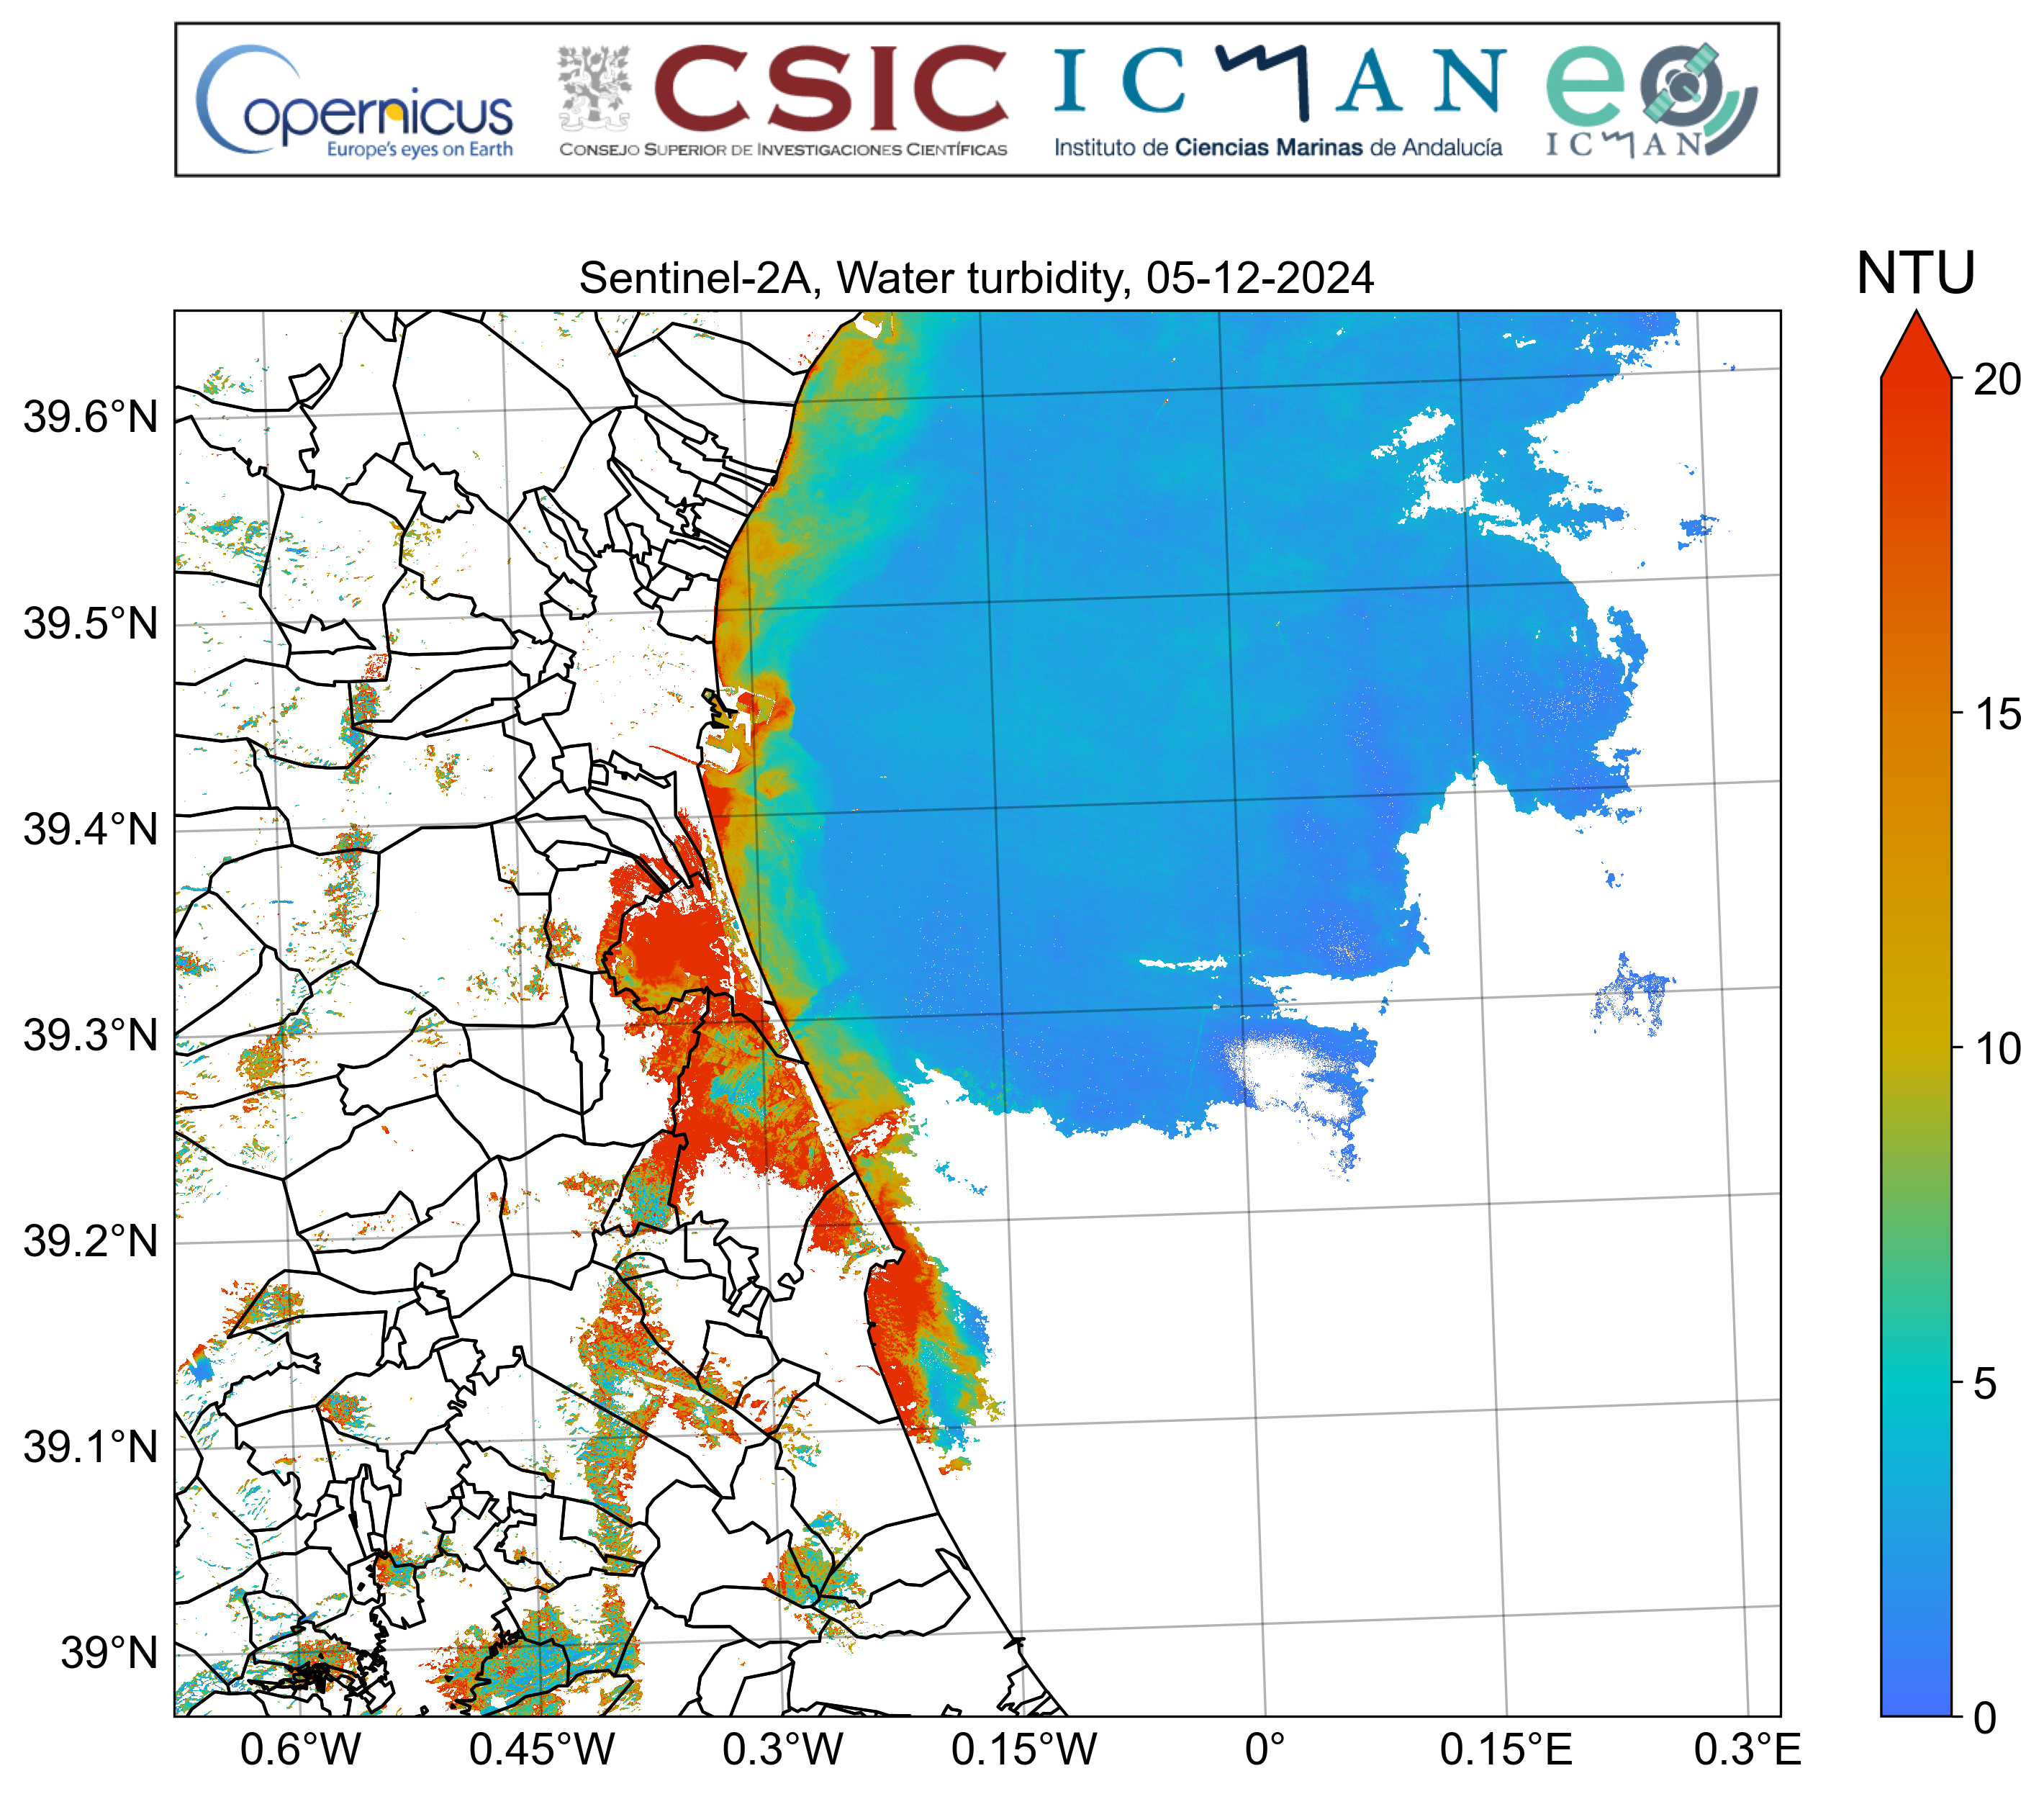 Copernicus
Europe's eyes on Earth
CSIC
CONSEJO SUPERIOR DE INVESTIGACIONES CIENTÍFICAS
ICMAN
Instituto de Ciencias Marinas de Andalucía
eo
ICMAN
Sentinel-2A, Water turbidity, 05-12-2024
NTU
20
15
10
5
0
39.6°N
39.5°N
39.4°N
39.3°N
39.2°N
39.1°N
39°N
0.6°W 0.45°W 0.3°W 0.15°W 0° 0.15°E 0.3°E